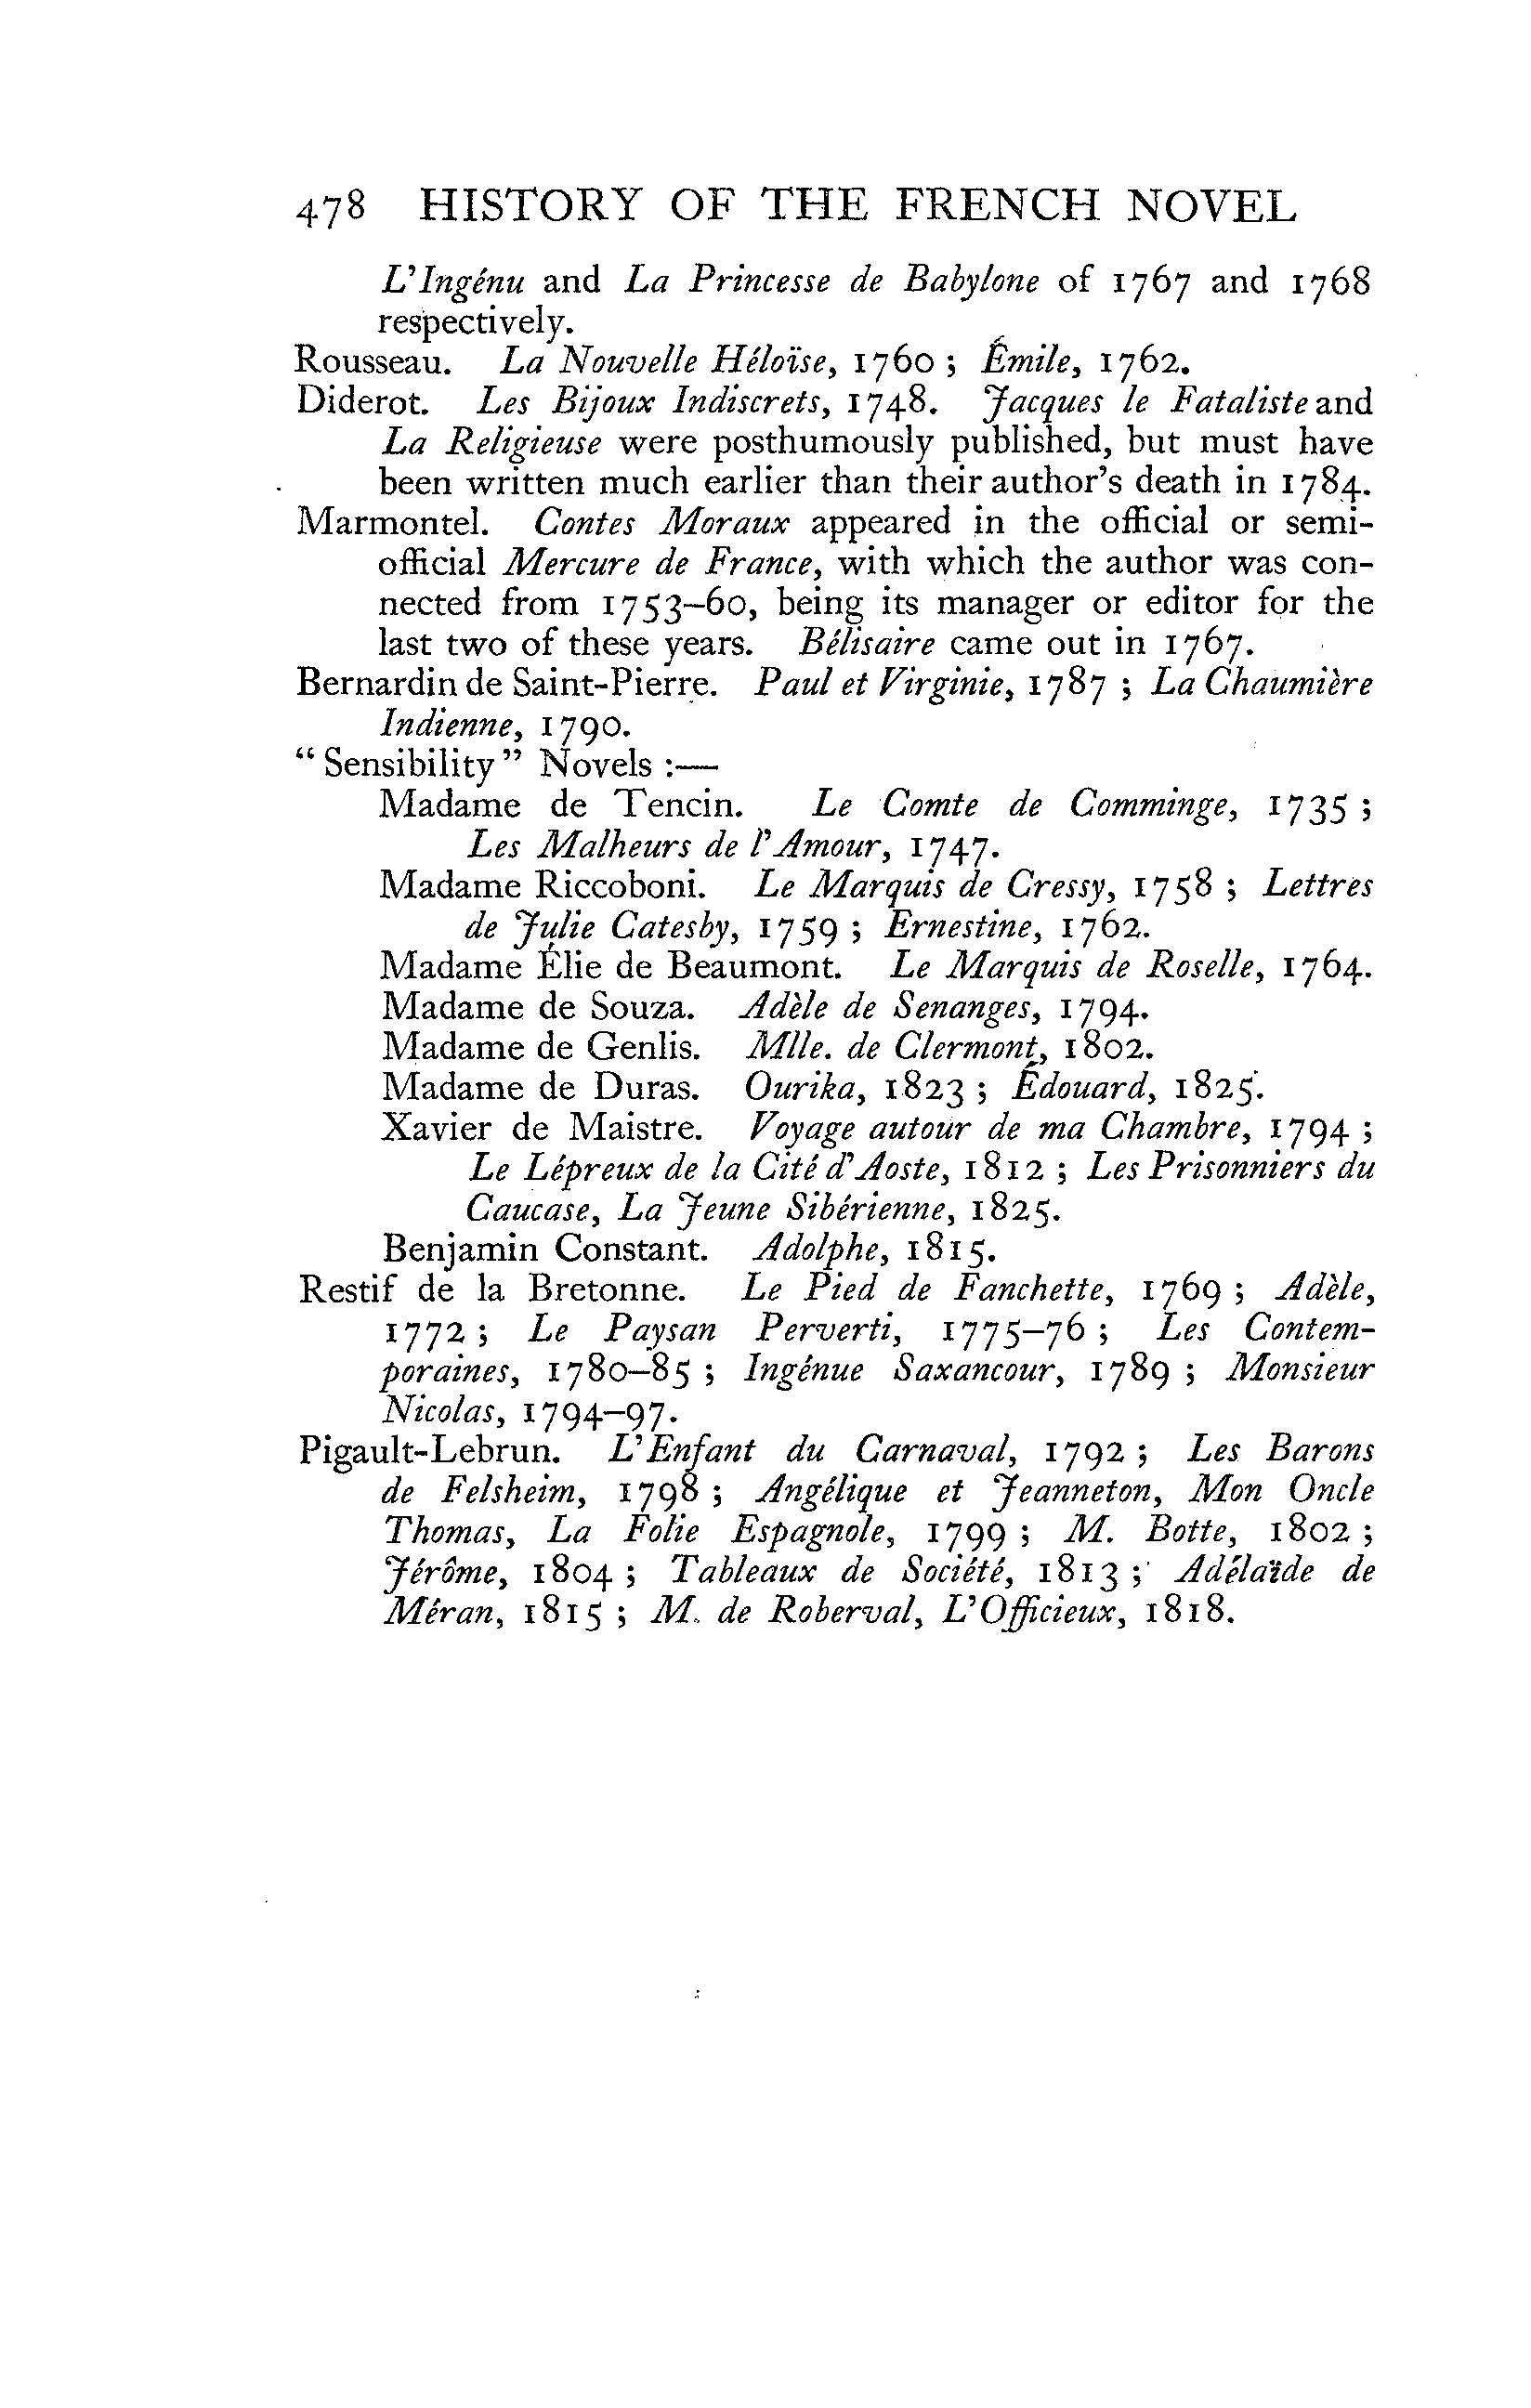 478 HISTORY OF THE FRENCH NOVEL
L'Ingénu and La Princesse de Babylone of 1767 and 1768
respectively.
Rousseau. La Nouvelle Héloïse, 1760 ; Émile, 1762.
Diderot. Les Bijoux Indiscrets, 1748. Jacques le Fataliste and
La Religieuse were posthumously published, but must have
been written much earlier than their author's death in 1784.
Marmontel. Contes Moraux appeared in the official or semi-
official Mercure de France, with which the author was con-
nected from 1753–60, being its manager or editor for the
last two of these years. Bélisaire came out in 1767.
Bernardin de Saint-Pierre. Paul et Virginie, 1787 ; La Chaumière
Indienne, 1790.
“Sensibility” Novels :—
Madame de Tencin. Le Comte de Comminge, 1735 ;
Les Malheurs de l'Amour, 1747.
Madame Riccoboni. Le Marquis de Cressy, 1758 ; Lettres
de Julie Catesby, 1759 ; Ernestine, 1762.
Madame Élie de Beaumont. Le Marquis de Roselle, 1764.
Madame de Souza. Adèle de Senanges, 1794.
Madame de Genlis. Mlle. de Clermont, 1802.
Madame de Duras. Ourika, 1823 ; Édouard, 1825.
Xavier de Maistre. Voyage autour de ma Chambre, 1794 ;
Le Lépreux de la Cité d'Aoste, 1812 ; Les Prisonniers du
Caucase, La Jeune Sibérienne, 1825.
Benjamin Constant. Adolphe, 1815.
Restif de la Bretonne. Le Pied de Fanchette, 1769 ; Adèle,
1772 ; Le Paysan Perverti, 1775–76 ; Les Contem-
poraines, 1780–85 ; Ingénue Saxancour, 1789 ; Monsieur
Nicolas, 1794–97.
Pigault-Lebrun. L'Enfant du Carnaval, 1792 ; Les Barons
de Felsheim, 1798 ; Angélique et Jeanneton, Mon Oncle
Thomas, La Folie Espagnole, 1799 ; M. Botte, 1802 ;
Jérôme, 1804 ; Tableaux de Société, 1813 ; Adélaïde de
Méran, 1815 ; M. de Roberval, L'Officieux, 1818.